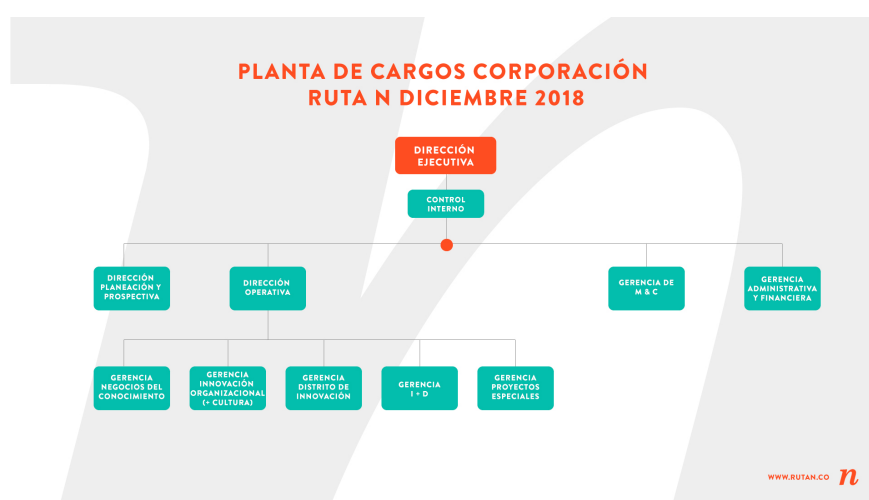 PLANTA DE CARGOS CORPORACIÓN
RUTA N DICIEMBRE 2018
DIRECCIÓN
EJECUTIVA
CONTROL
INTERNO
DIRECCIÓN
PLANEACIÓN Y
PROSPECTIVA
DIRECCIÓN
OPERATIVA
GERENCIA DE
M & C
GERENCIA
ADMINISTRATIVA
Y FINANCIERA
GERENCIA
NEGOCIOS DEL
CONOCIMIENTO
GERENCIA
INNOVACIÓN
ORGANIZACIONAL
(+ CULTURA)
GERENCIA
DISTRITO DE
INNOVACIÓN
GERENCIA
I + D
GERENCIA
PROYECTOS
ESPECIALES
WWW.RUTAN.CO n